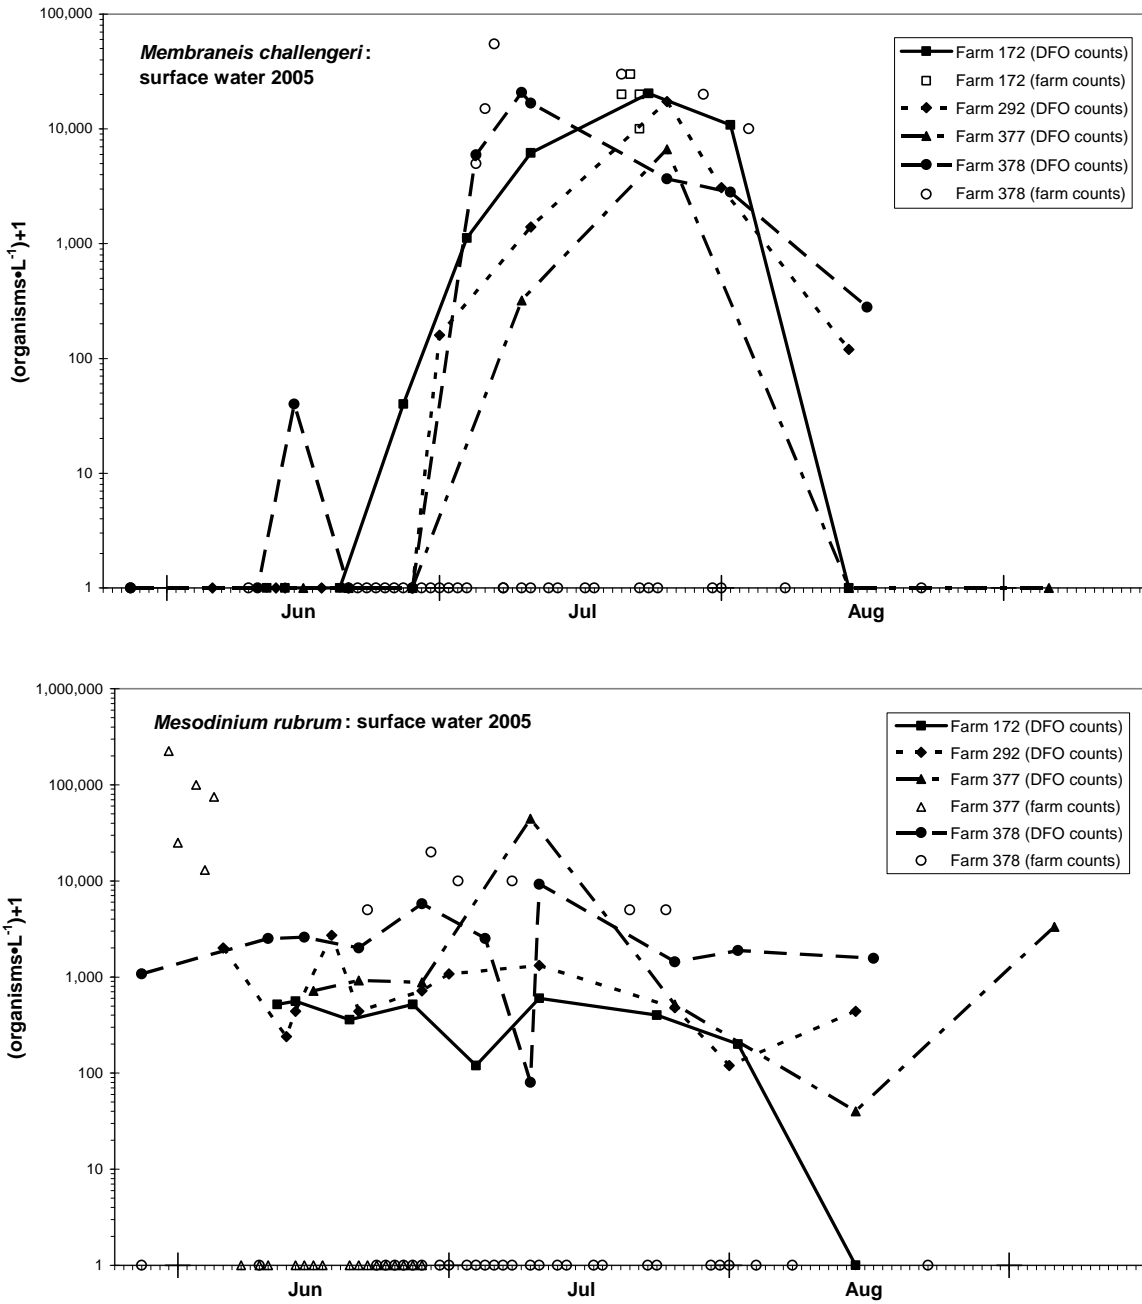 Membraneis challengeri:
surface water 2005
(organisms•L⁻¹)+1
100,000
10,000
1,000
100
10
1
Jun Jul Aug
Farm 172 (DFO counts)
Farm 172 (farm counts)
Farm 292 (DFO counts)
Farm 377 (DFO counts)
Farm 378 (DFO counts)
Farm 378 (farm counts)
Mesodinium rubrum: surface water 2005
(organisms•L⁻¹)+1
1,000,000
100,000
10,000
1,000
100
10
1
Jun Jul Aug
Farm 172 (DFO counts)
Farm 292 (DFO counts)
Farm 377 (DFO counts)
Farm 377 (farm counts)
Farm 378 (DFO counts)
Farm 378 (farm counts)